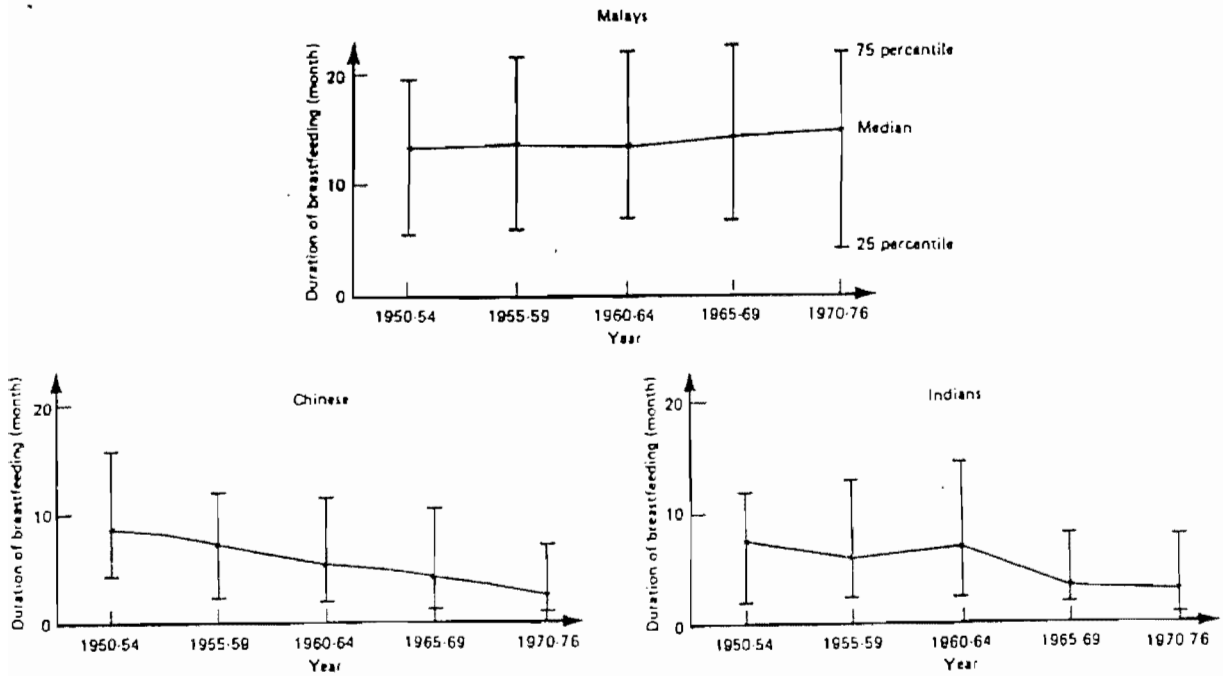 Malays
Duration of breastfeeding (month)
20
10
0
75 percentile
Median
25 percentile
1950-54 1955-59 1960-64 1965-69 1970-76
Year
Chinese
Duration of breastfeeding (month)
20
10
0
1950-54 1955-59 1960-64 1965-69 1970-76
Year
Indians
Duration of breastfeeding (month)
20
10
0
1950-54 1955-59 1960-64 1965-69 1970 76
Year